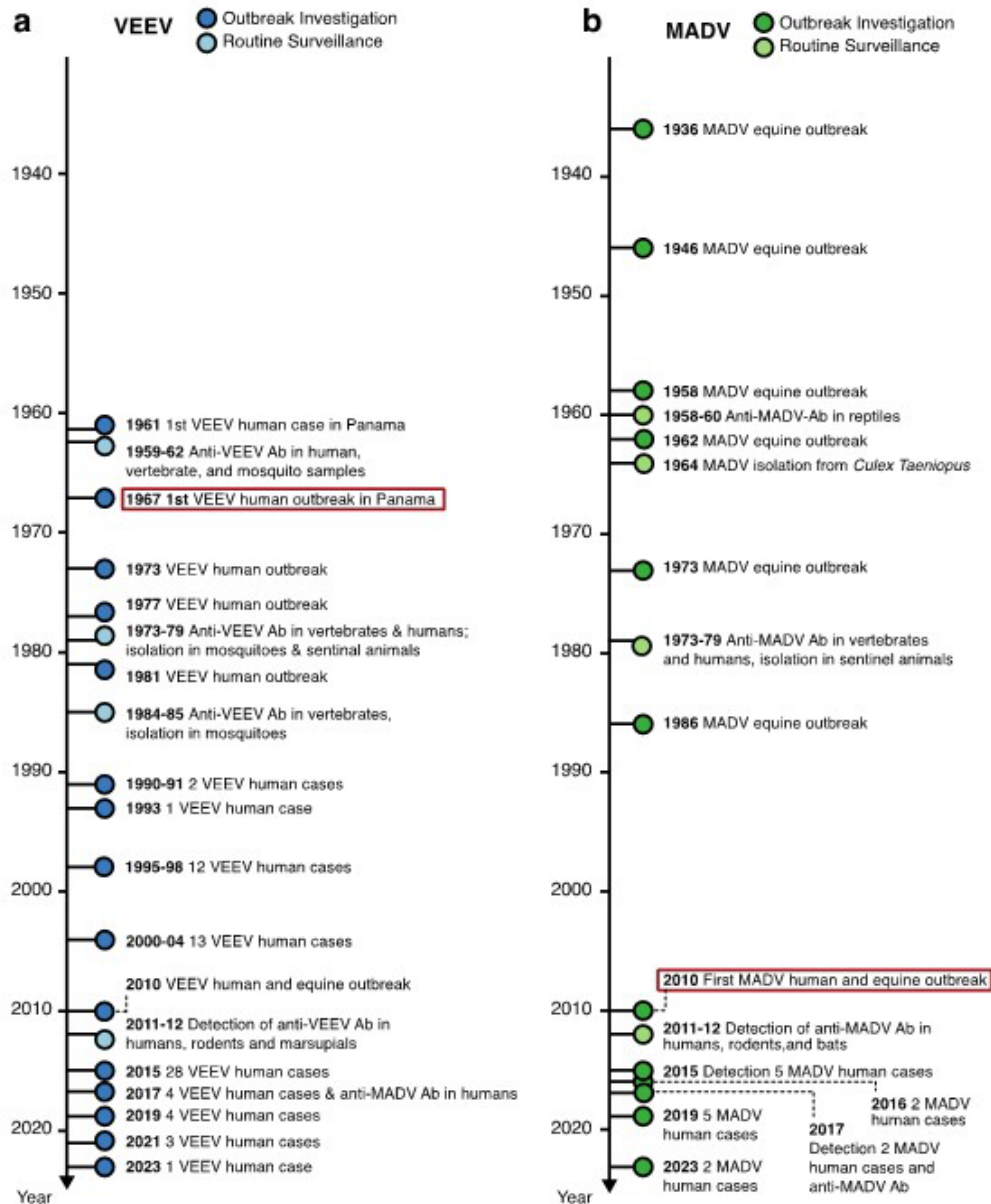 a
VEEV
Outbreak Investigation
Routine Surveillance
1940
1950
1960
1970
1980
1990
2000
2010
2020
Year
1961 1st VEEV human case in Panama
1959-62 Anti-VEEV Ab in human,
vertebrate, and mosquito samples
1967 1st VEEV human outbreak in Panama
1973 VEEV human outbreak
1977 VEEV human outbreak
1973-79 Anti-VEEV Ab in vertebrates & humans;
isolation in mosquitoes & sentinal animals
1981 VEEV human outbreak
1984-85 Anti-VEEV Ab in vertebrates,
isolation in mosquitoes
1990-91 2 VEEV human cases
1993 1 VEEV human case
1995-98 12 VEEV human cases
2000-04 13 VEEV human cases
2010 VEEV human and equine outbreak
2011-12 Detection of anti-VEEV Ab in
humans, rodents and marsupials
2015 28 VEEV human cases
2017 4 VEEV human cases & anti-MADV Ab in humans
2019 4 VEEV human cases
2021 3 VEEV human cases
2023 1 VEEV human case
b
MADV
Outbreak Investigation
Routine Surveillance
1940
1950
1960
1970
1980
1990
2000
2010
2020
Year
1936 MADV equine outbreak
1946 MADV equine outbreak
1958 MADV equine outbreak
1958-60 Anti-MADV-Ab in reptiles
1962 MADV equine outbreak
1964 MADV isolation from Culex Taeniopus
1973 MADV equine outbreak
1973-79 Anti-MADV Ab in vertebrates
and humans, isolation in sentinel animals
1986 MADV equine outbreak
2010 First MADV human and equine outbreak
2011-12 Detection of anti-MADV Ab in
humans, rodents,and bats
2015 Detection 5 MADV human cases
2016 2 MADV
human cases
2017
Detection 2 MADV
human cases and
anti-MADV Ab
2019 5 MADV
human cases
2023 2 MADV
human cases